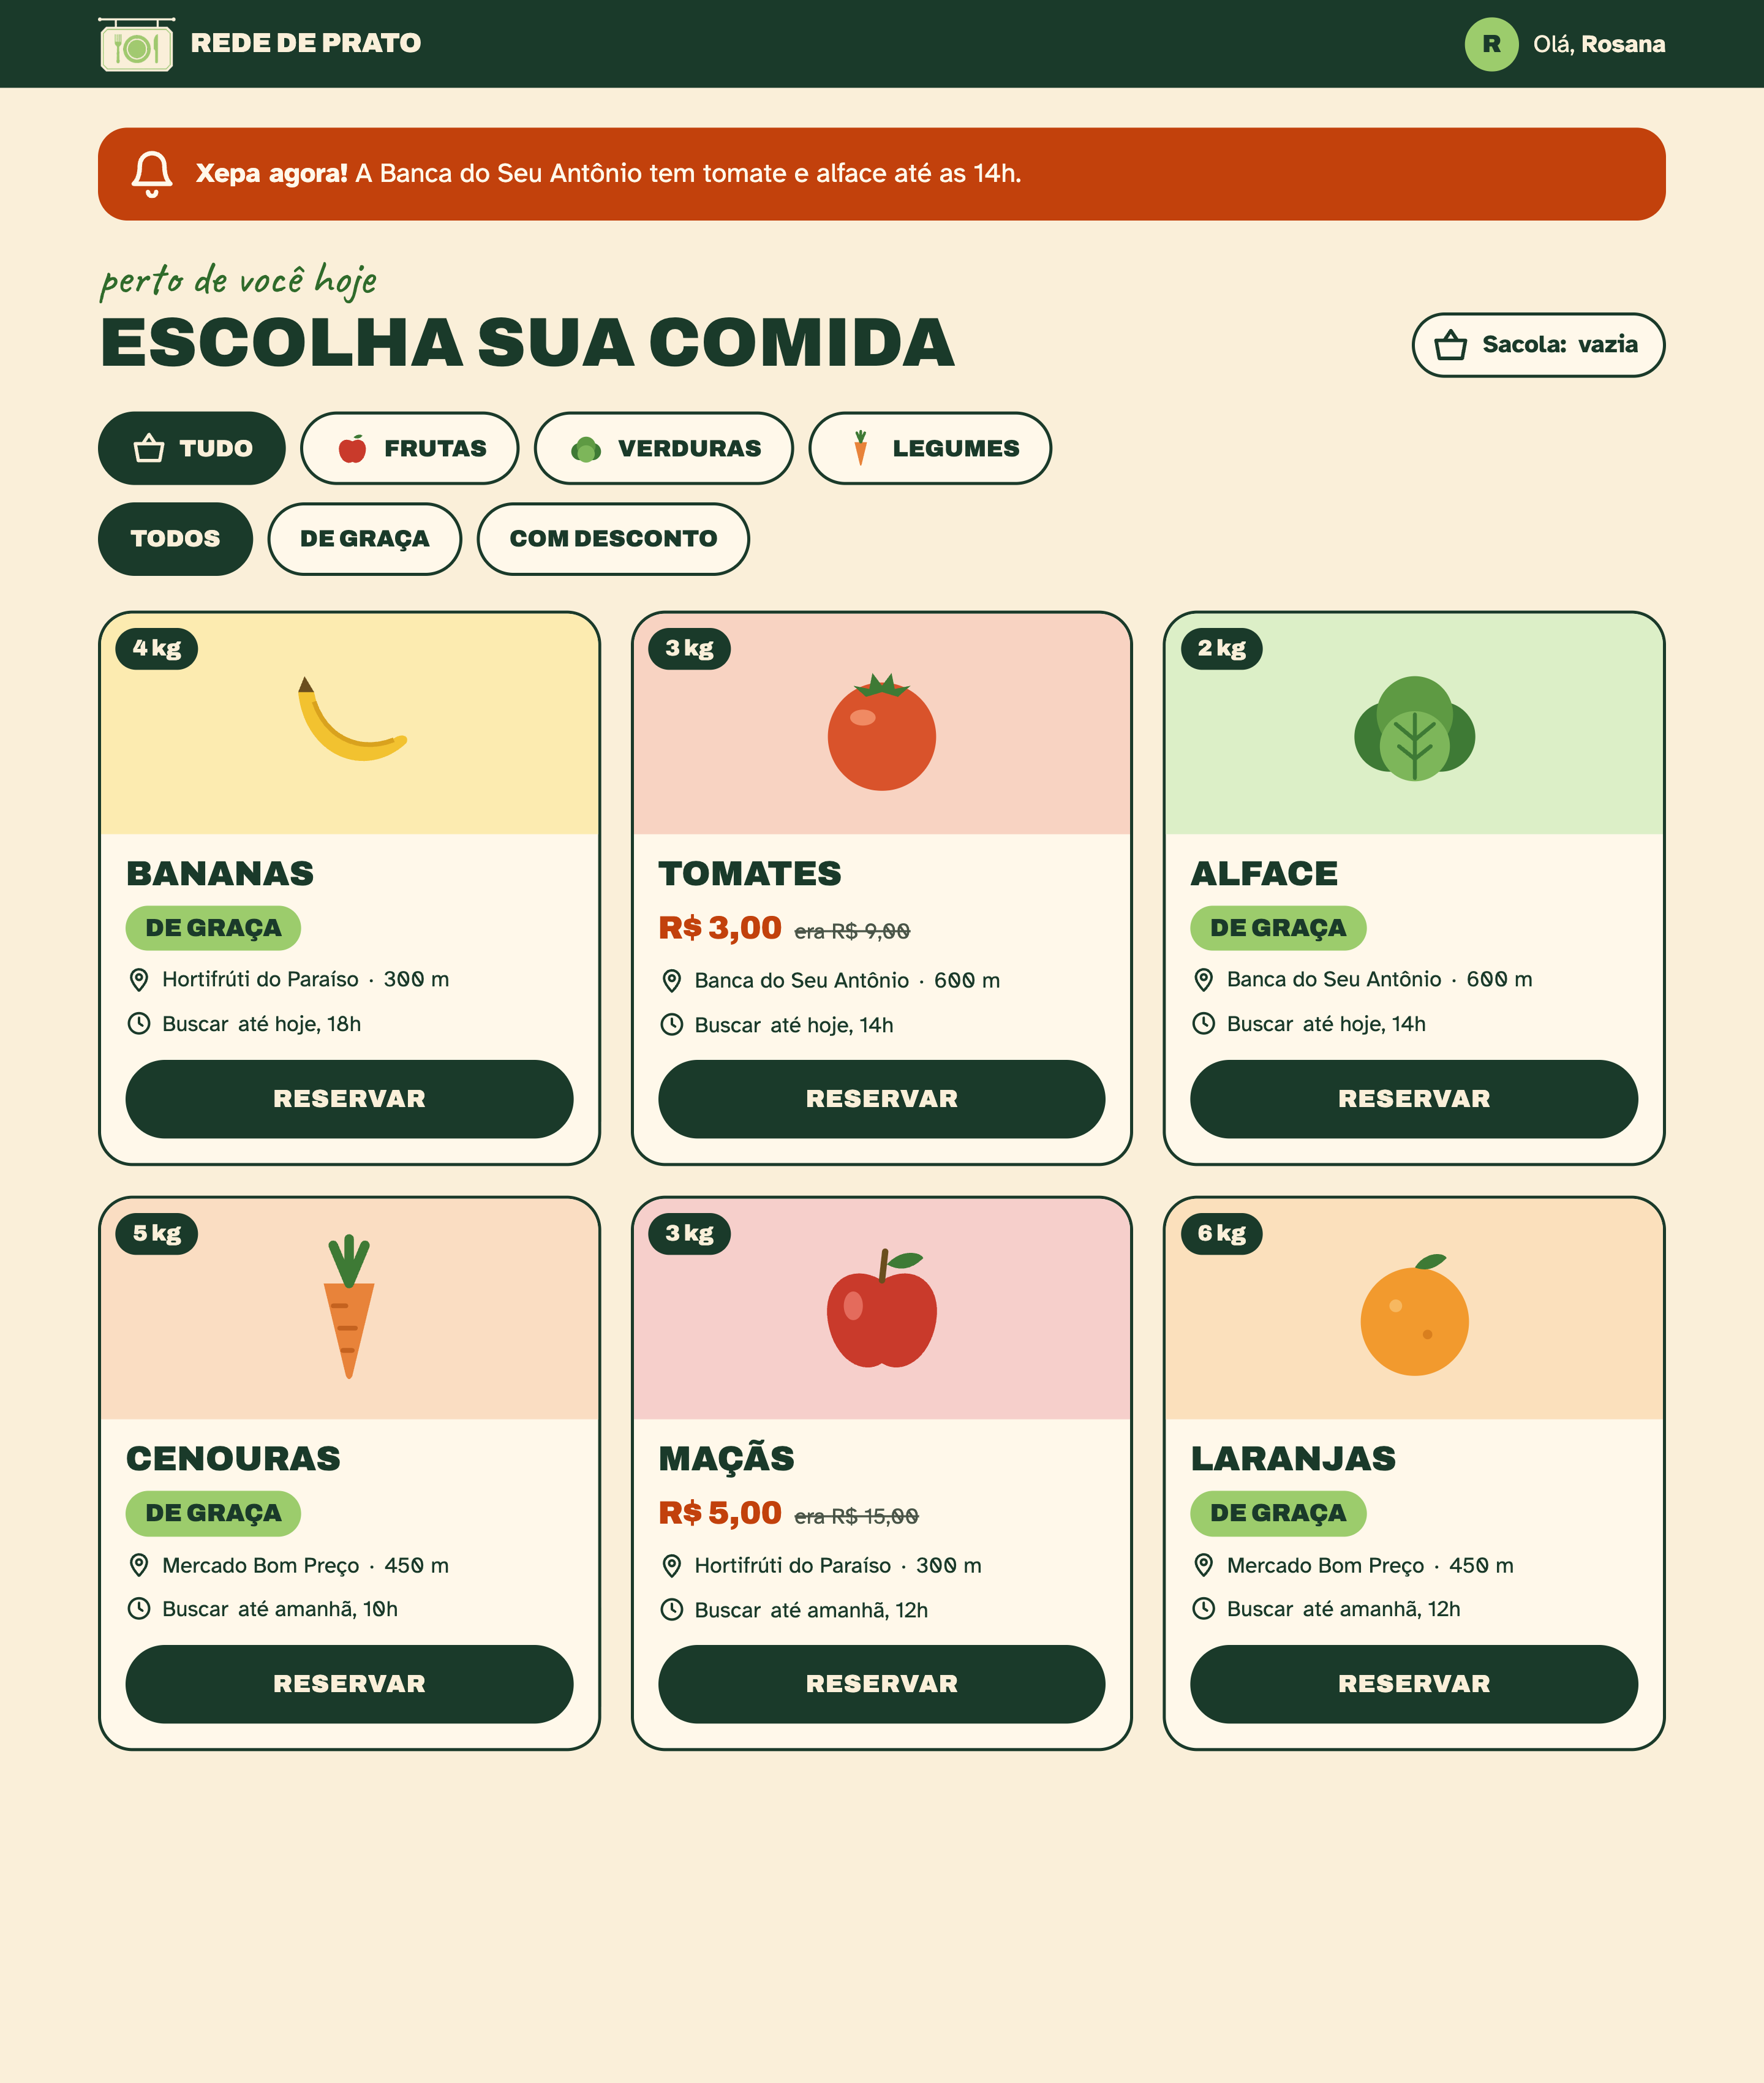 REDE DE PRATO
R Olá, Rosana
Xepa agora! A Banca do Seu Antônio tem tomate e alface até as 14h.
perto de você hoje
ESCOLHA SUA COMIDA
Sacola: vazia
TUDO FRUTAS VERDURAS LEGUMES
TODOS DE GRAÇA COM DESCONTO
4 kg
BANANAS
DE GRAÇA
Hortifrúti do Paraíso · 300 m
Buscar até hoje, 18h
RESERVAR
3 kg
TOMATES
R$ 3,00 era R$ 9,00
Banca do Seu Antônio · 600 m
Buscar até hoje, 14h
RESERVAR
2 kg
ALFACE
DE GRAÇA
Banca do Seu Antônio · 600 m
Buscar até hoje, 14h
RESERVAR
5 kg
CENOURAS
DE GRAÇA
Mercado Bom Preço · 450 m
Buscar até amanhã, 10h
RESERVAR
3 kg
MAÇÃS
R$ 5,00 era R$ 15,00
Hortifrúti do Paraíso · 300 m
Buscar até amanhã, 12h
RESERVAR
6 kg
LARANJAS
DE GRAÇA
Mercado Bom Preço · 450 m
Buscar até amanhã, 12h
RESERVAR